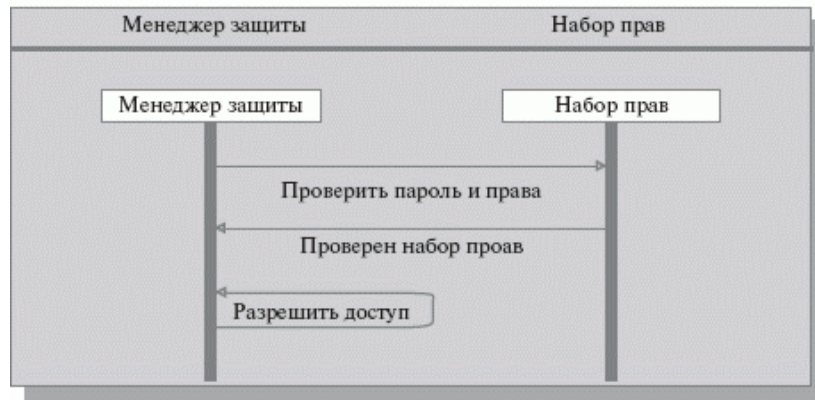 Менеджер защиты Набор прав
Менеджер защиты Набор прав
Проверить пароль и права
Проверен набор проав
Разрешить доступ